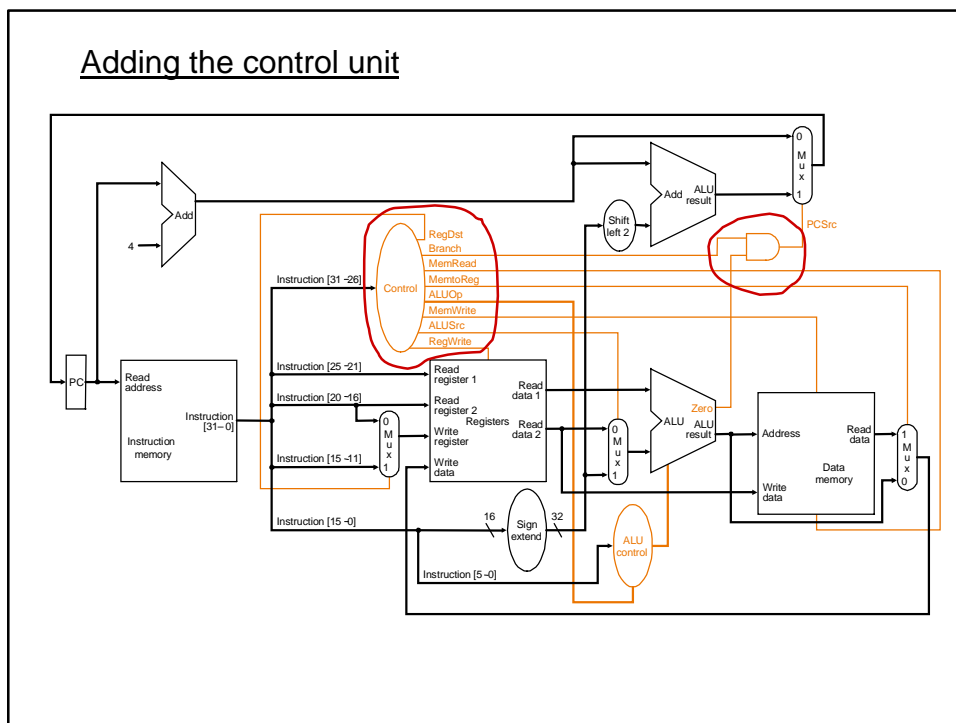 Adding the control unit
0
M
u
x
1
PCSrc
Add
ALU
result
Shift
left 2
Add
4
RegDst
Branch
MemRead
MemtoReg
ALUOp
MemWrite
ALUSrc
RegWrite
Control
Instruction [31–26]
Instruction [25–21]
Instruction [20–16]
Instruction [15–11]
Instruction [15–0]
Instruction [5–0]
PC
Read
address
Instruction
[31–0]
Instruction
memory
0
M
u
x
1
Read
register 1
Read
register 2
Write
register
Write
data
Registers
Read
data 1
Read
data 2
0
M
u
x
1
Zero
ALU
ALU
result
Address
Write
data
Read
data
Data
memory
1
M
u
x
0
16
Sign
extend
32
ALU
control